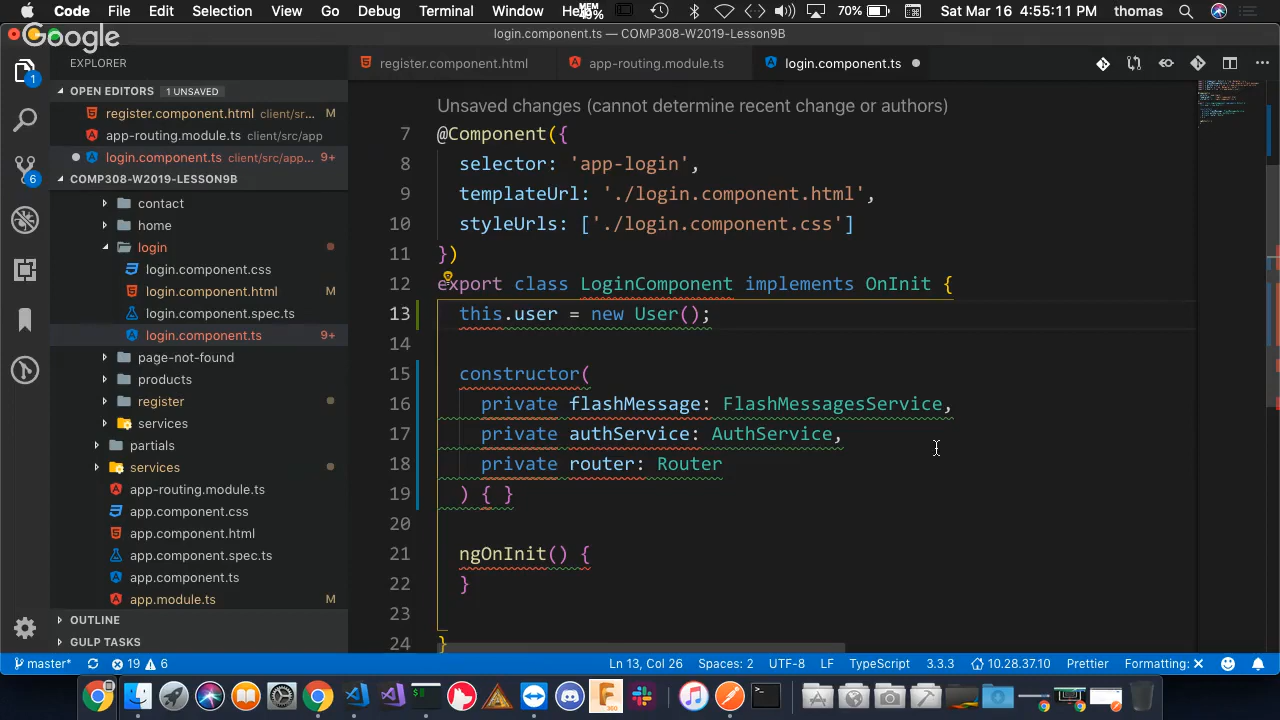 Code File Edit Selection View Go Debug Terminal Window Help MEM 49% 70% Sat Mar 16 4:55:11 PM thomas
Google
login.component.ts — COMP308-W2019-Lesson9B
EXPLORER
register.component.html app-routing.module.ts login.component.ts
1
OPEN EDITORS 1 UNSAVED
register.component.html client/src/app... M
app-routing.module.ts client/src/app
login.component.ts client/src/app... 9+
6
COMP308-W2019-LESSON9B
contact
home
login
login.component.css
login.component.html M
login.component.spec.ts
login.component.ts 9+
page-not-found
products
register
services
partials
services
app-routing.module.ts
app.component.css
app.component.html
app.component.spec.ts
app.component.ts
app.module.ts M
OUTLINE
GULP TASKS
Unsaved changes (cannot determine recent change or authors)
7 @Component({
8 selector: 'app-login',
9 templateUrl: './login.component.html',
10 styleUrls: ['./login.component.css']
11 })
12 export class LoginComponent implements OnInit {
13 this.user = new User();
14
15 constructor(
16 private flashMessage: FlashMessagesService,
17 private authService: AuthService,
18 private router: Router
19 ) { }
20
21 ngOnInit() {
22 }
23
24 }
master* 19 6 Ln 13, Col 26 Spaces: 2 UTF-8 LF TypeScript 3.3.3 10.28.37.10 Prettier Formatting: ✕
360